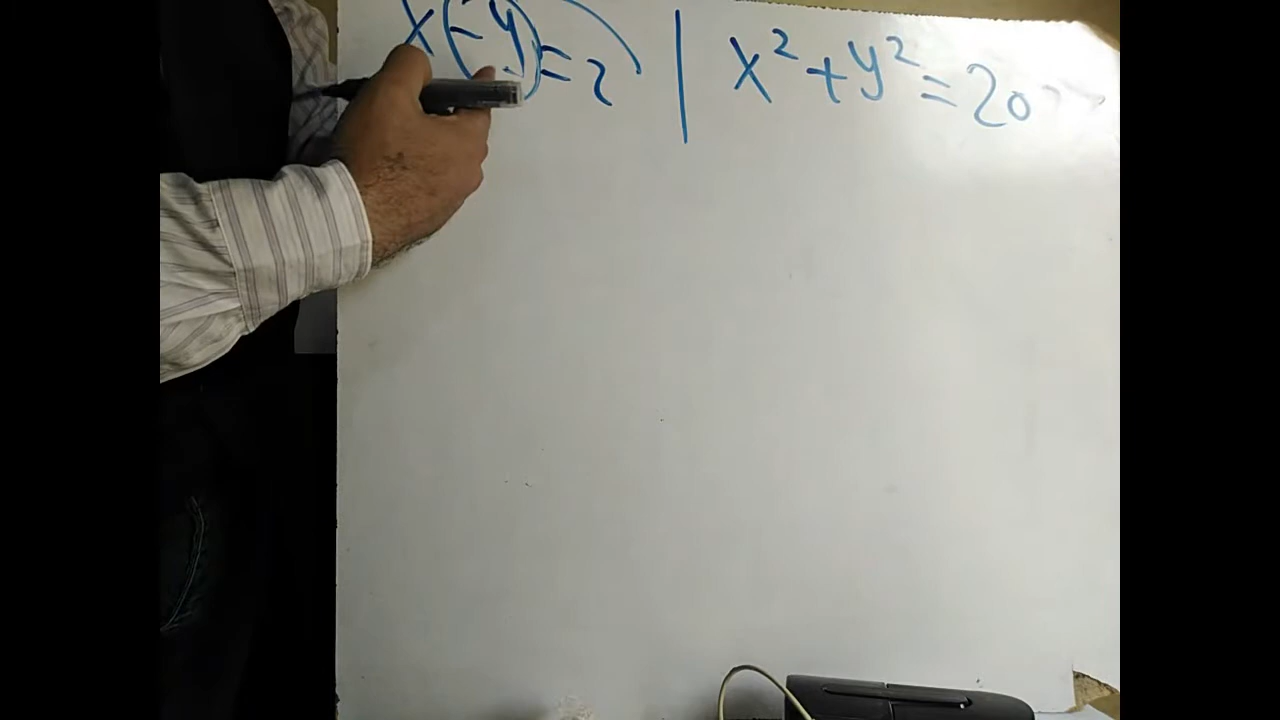 x - y = 2 | x² + y² = 20